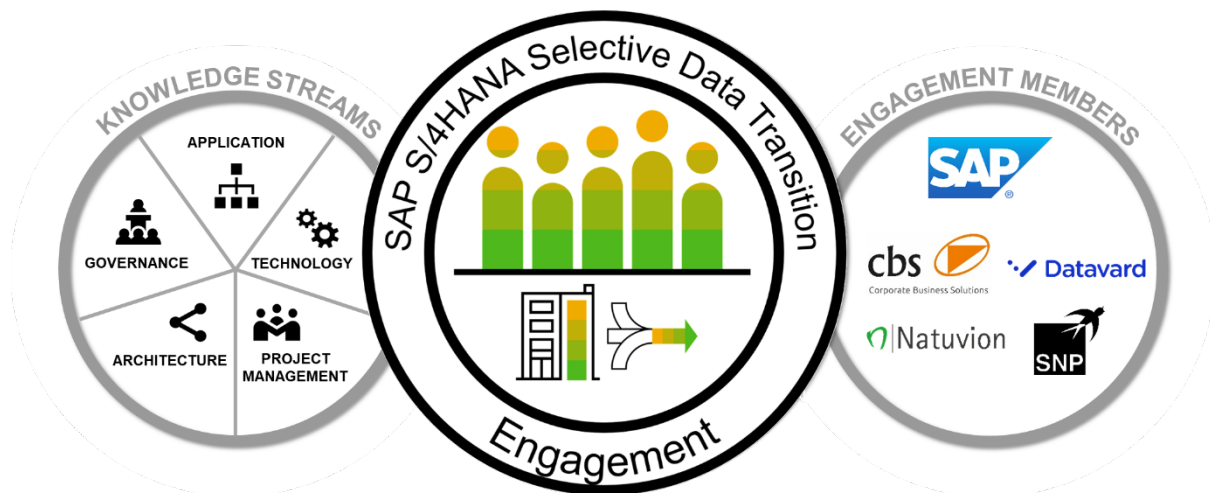 KNOWLEDGE STREAMS
APPLICATION
GOVERNANCE
TECHNOLOGY
ARCHITECTURE
PROJECT
MANAGEMENT
SAP S/4HANA Selective Data Transition
Engagement
ENGAGEMENT MEMBERS
SAP®
cbs
Corporate Business Solutions
Datavard
n|Natuvion
SNP